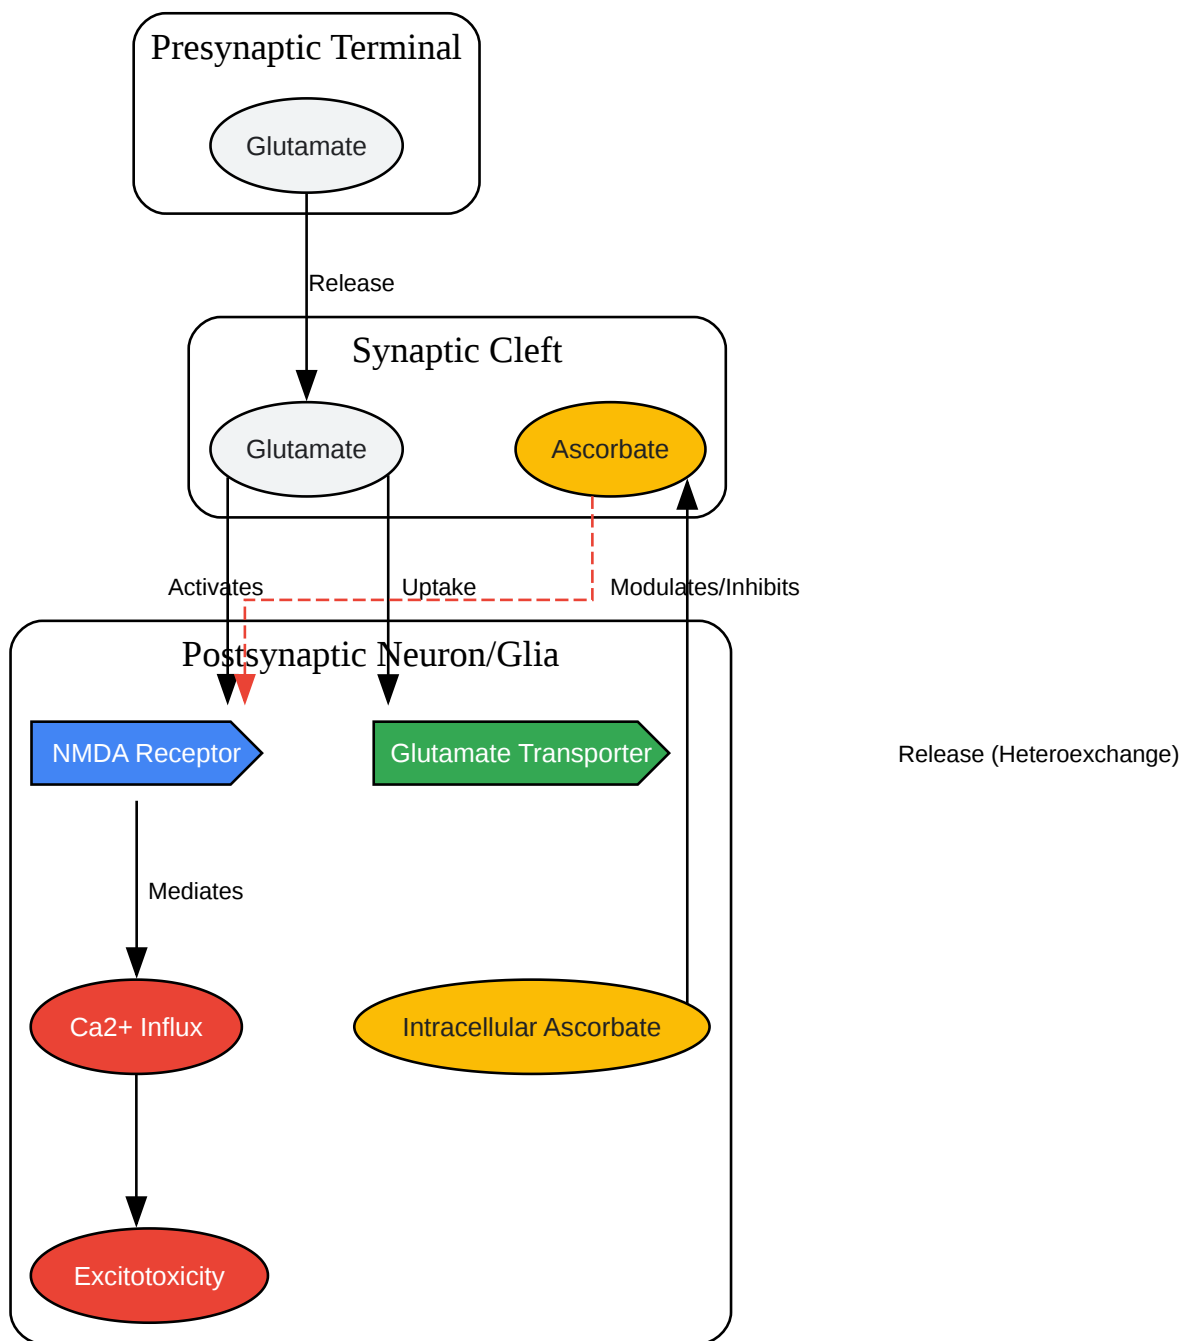 Presynaptic Terminal
Glutamate
Release
Synaptic Cleft
Glutamate
Ascorbate
Activates
Uptake
Modulates/Inhibits
Postsynaptic Neuron/Glia
NMDA Receptor
Glutamate Transporter
Release (Heteroexchange)
Mediates
Ca2+ Influx
Intracellular Ascorbate
Excitotoxicity